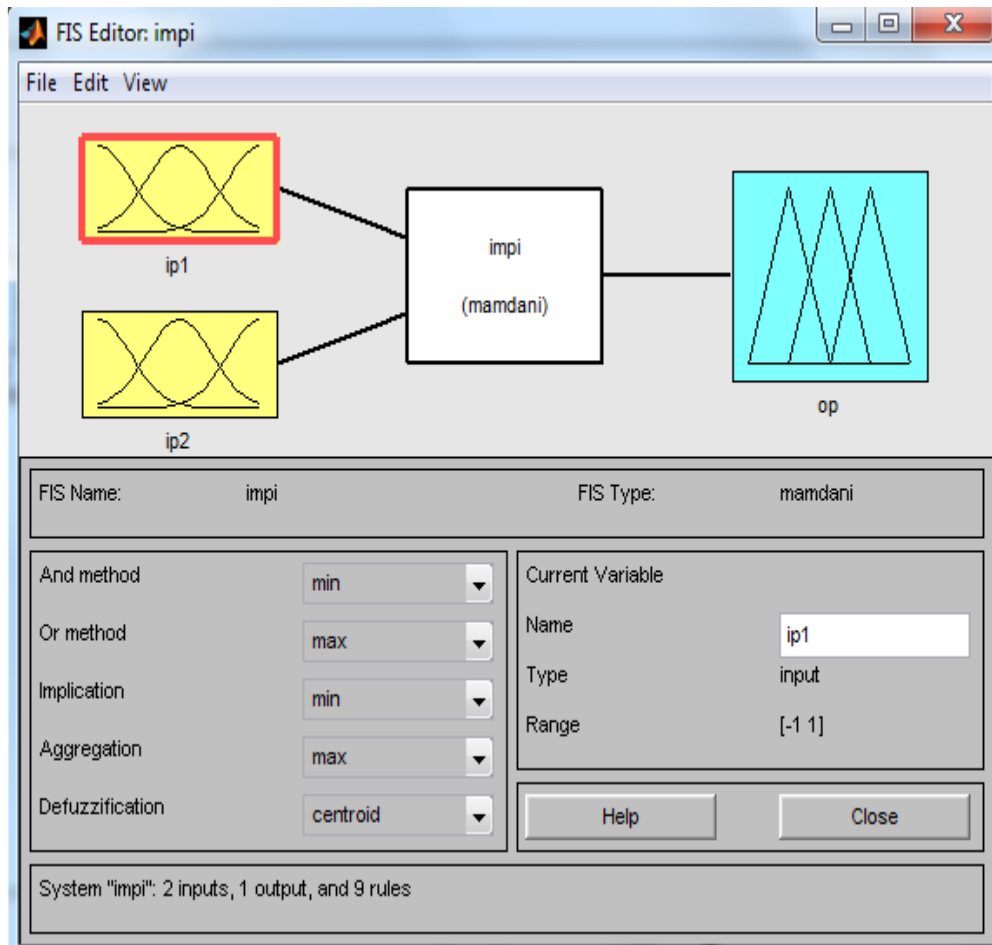 FIS Editor: impi
File Edit View
ip1
ip2
impi
(mamdani)
op
FIS Name: impi FIS Type: mamdani
And method min
Or method max
Implication min
Aggregation max
Defuzzification centroid
Current Variable
Name ip1
Type input
Range [-1 1]
Help Close
System "impi": 2 inputs, 1 output, and 9 rules